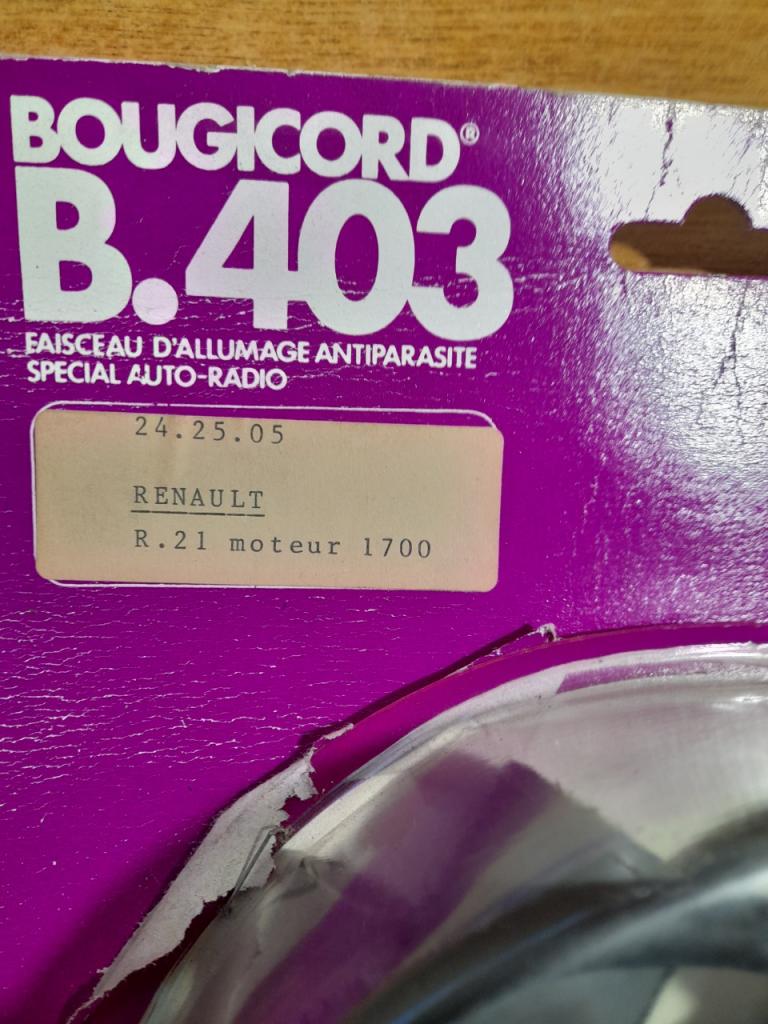 BOUGICORD®
B.403
FAISCEAU D'ALLUMAGE ANTIPARASITE
SPECIAL AUTO-RADIO
24.25.05
RENAULT
R.21 moteur 1700